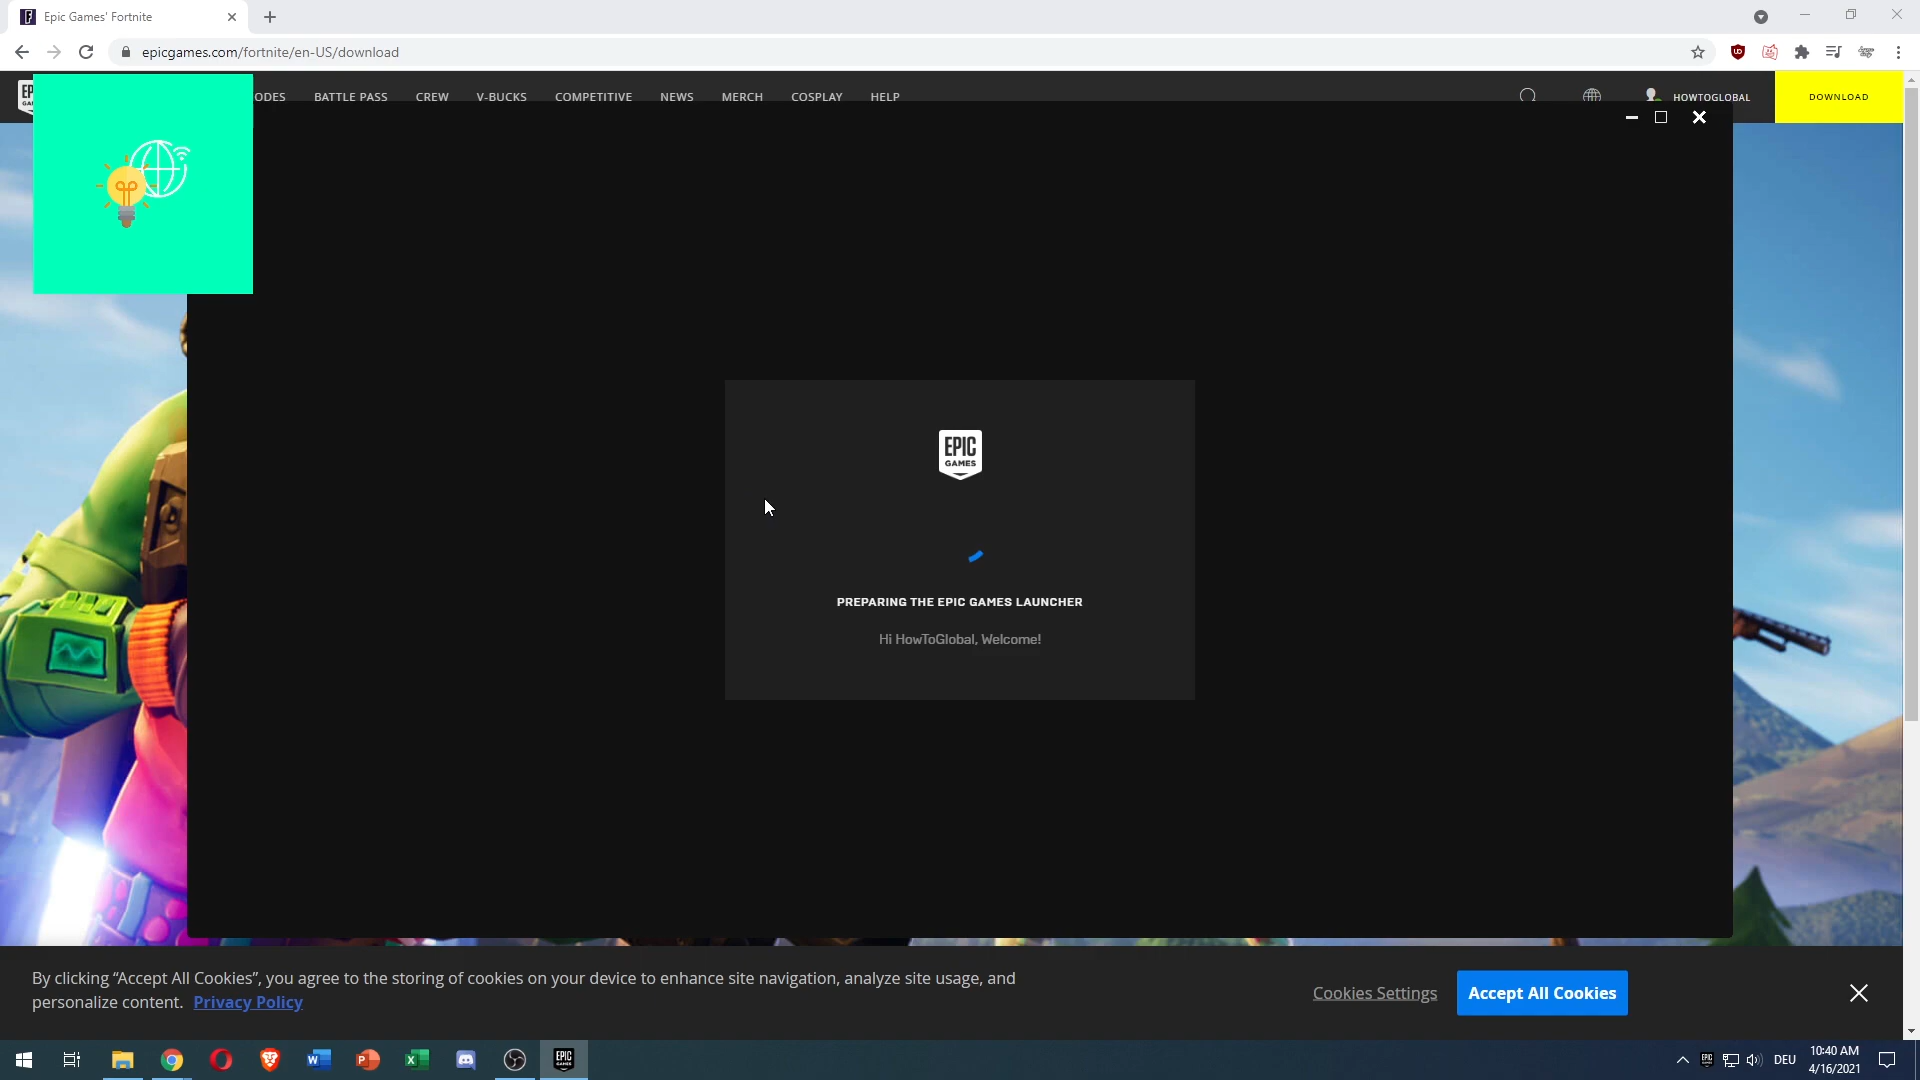 Epic Games' Fortnite
epicgames.com/fortnite/en-US/download
ODES BATTLE PASS CREW V-BUCKS COMPETITIVE NEWS MERCH COSPLAY HELP HOWTOGLOBAL DOWNLOAD
EPIC
GAMES
PREPARING THE EPIC GAMES LAUNCHER
Hi HowToGlobal, Welcome!
By clicking “Accept All Cookies”, you agree to the storing of cookies on your device to enhance site navigation, analyze site usage, and
personalize content. Privacy Policy
Cookies Settings
Accept All Cookies
EPIC
GAMES
DEU
10:40 AM
4/16/2021